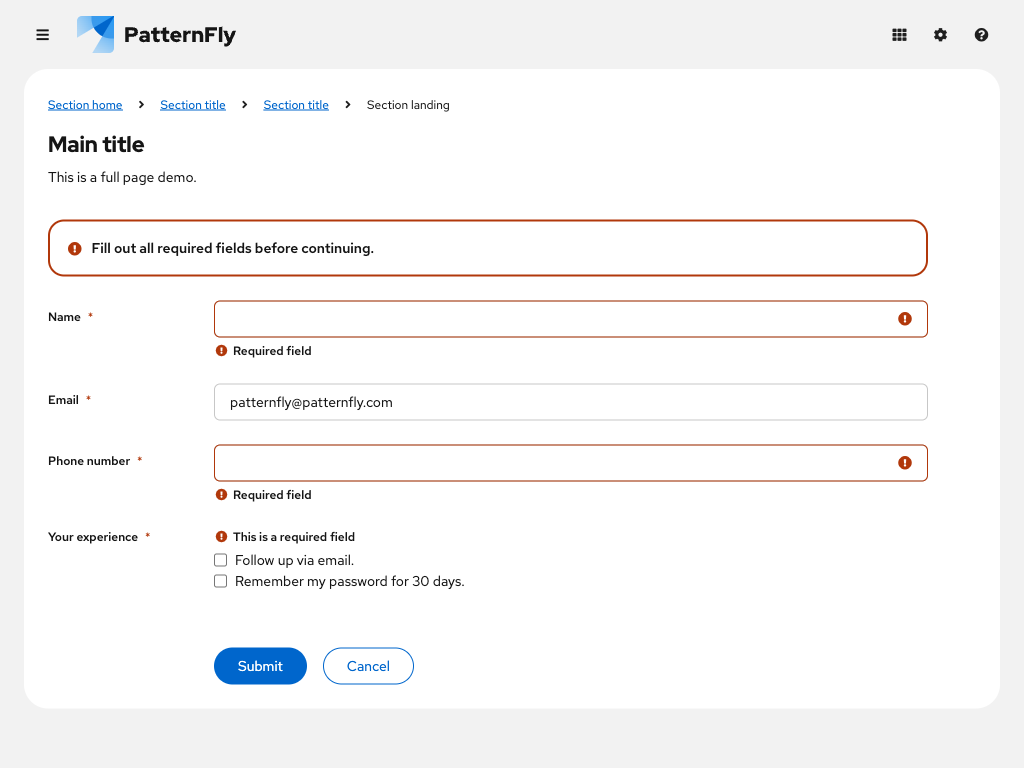 PatternFly
Section home Section title Section title Section landing
Main title
This is a full page demo.
Fill out all required fields before continuing.
Name *
Required field
Email * patternfly@patternfly.com
Phone number *
Required field
Your experience * This is a required field
Follow up via email.
Remember my password for 30 days.
Submit Cancel